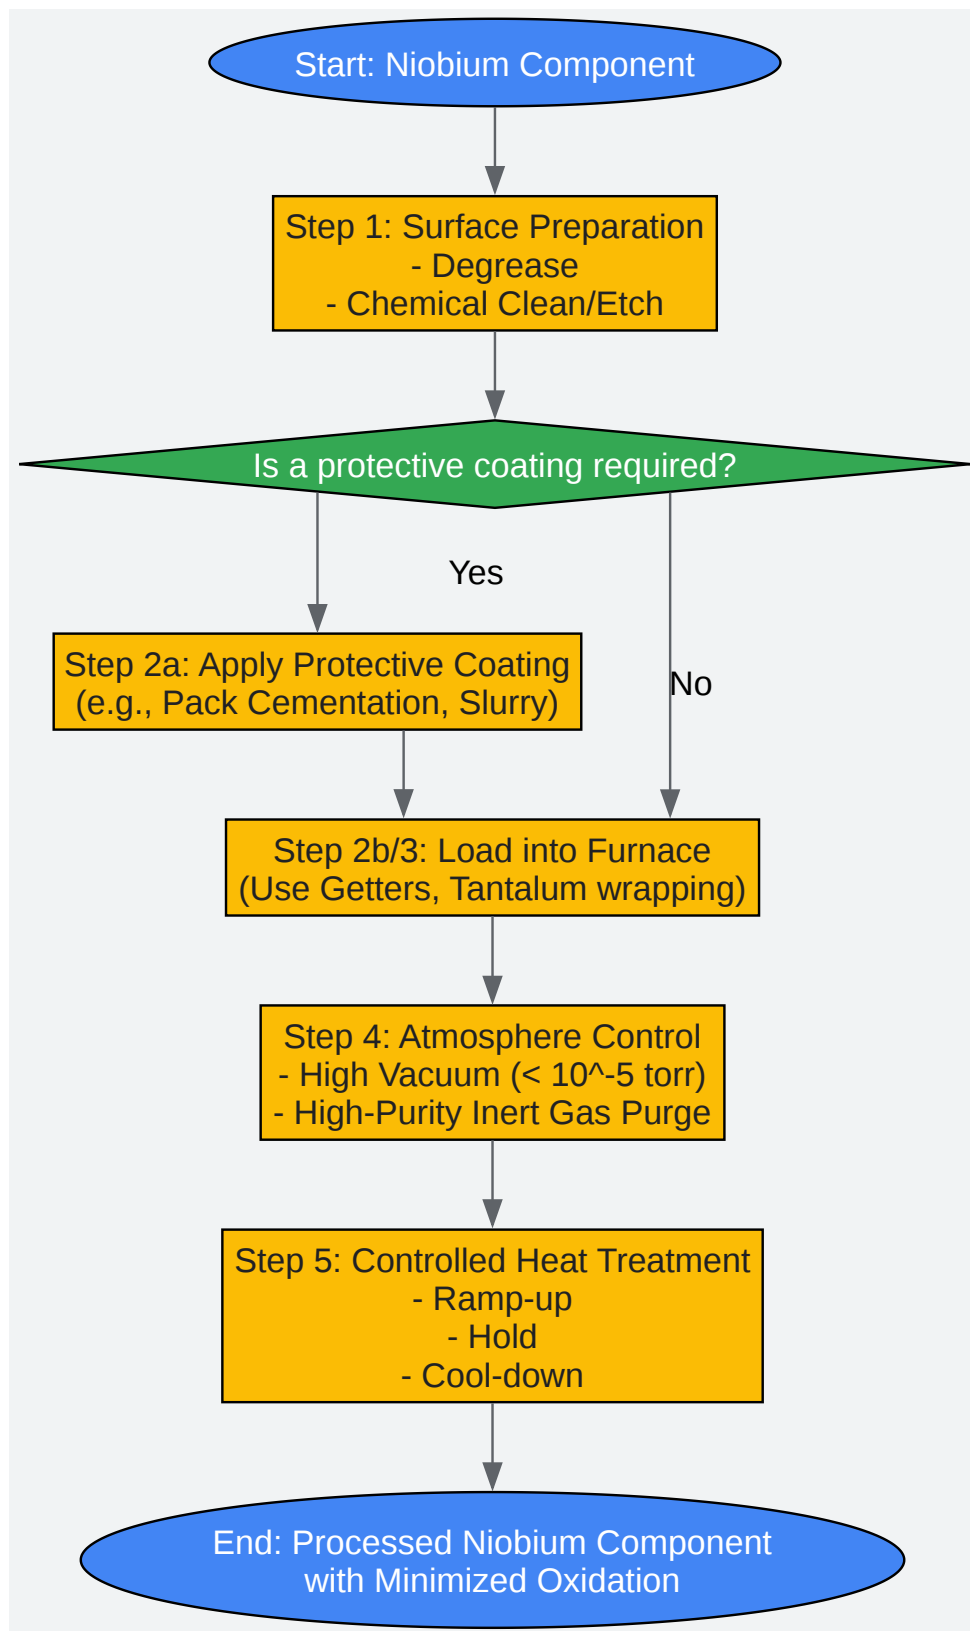 Start: Niobium Component
Step 1: Surface Preparation
- Degrease
- Chemical Clean/Etch
Is a protective coating required?
Yes
Step 2a: Apply Protective Coating
(e.g., Pack Cementation, Slurry)
No
Step 2b/3: Load into Furnace
(Use Getters, Tantalum wrapping)
Step 4: Atmosphere Control
- High Vacuum (< 10^-5 torr)
- High-Purity Inert Gas Purge
Step 5: Controlled Heat Treatment
- Ramp-up
- Hold
- Cool-down
End: Processed Niobium Component
with Minimized Oxidation